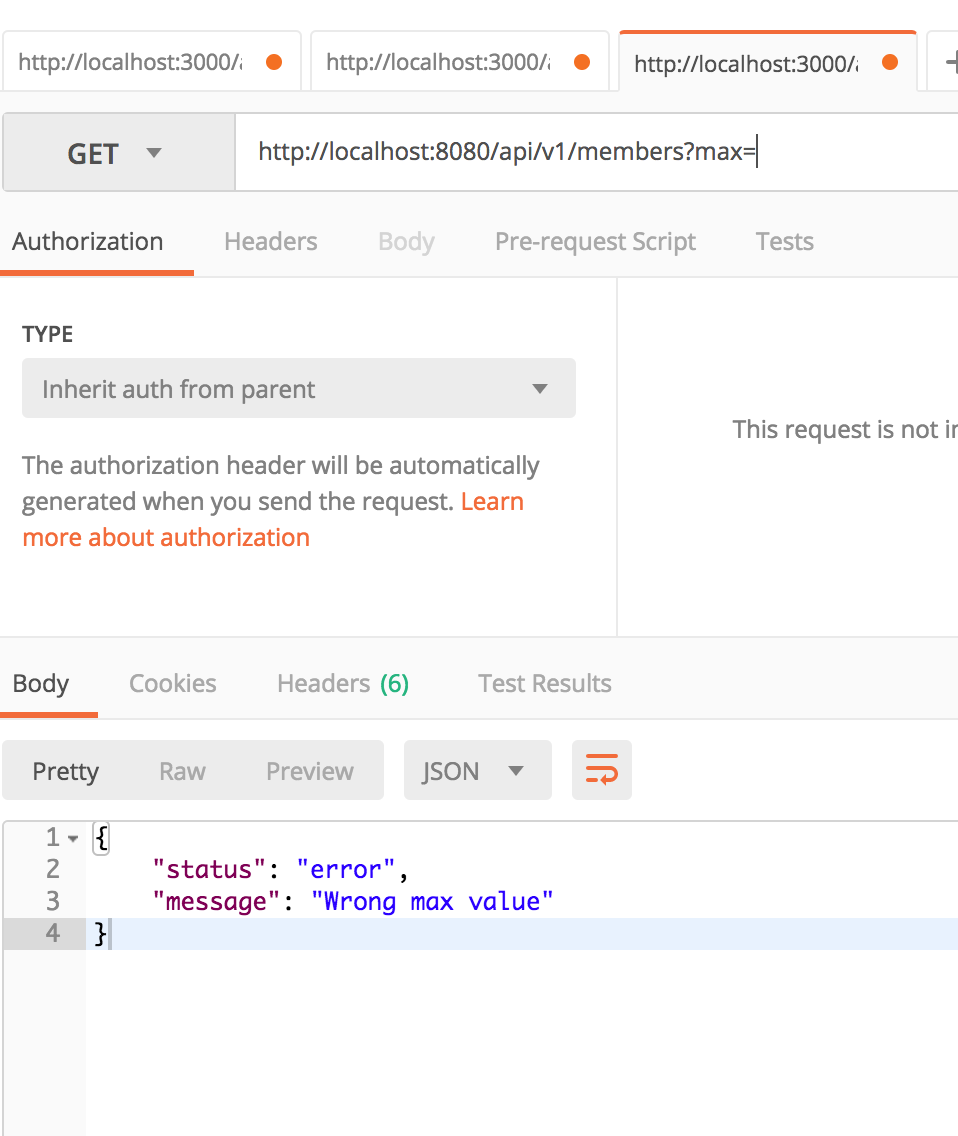 http://localhost:3000/
http://localhost:3000/
http://localhost:3000/
GET http://localhost:8080/api/v1/members?max=
Authorization Headers Body Pre-request Script Tests
TYPE
Inherit auth from parent
This request is not
The authorization header will be automatically
generated when you send the request. Learn
more about authorization
Body Cookies Headers (6) Test Results
Pretty Raw Preview JSON
1 {
2 "status": "error",
3 "message": "Wrong max value"
4 }